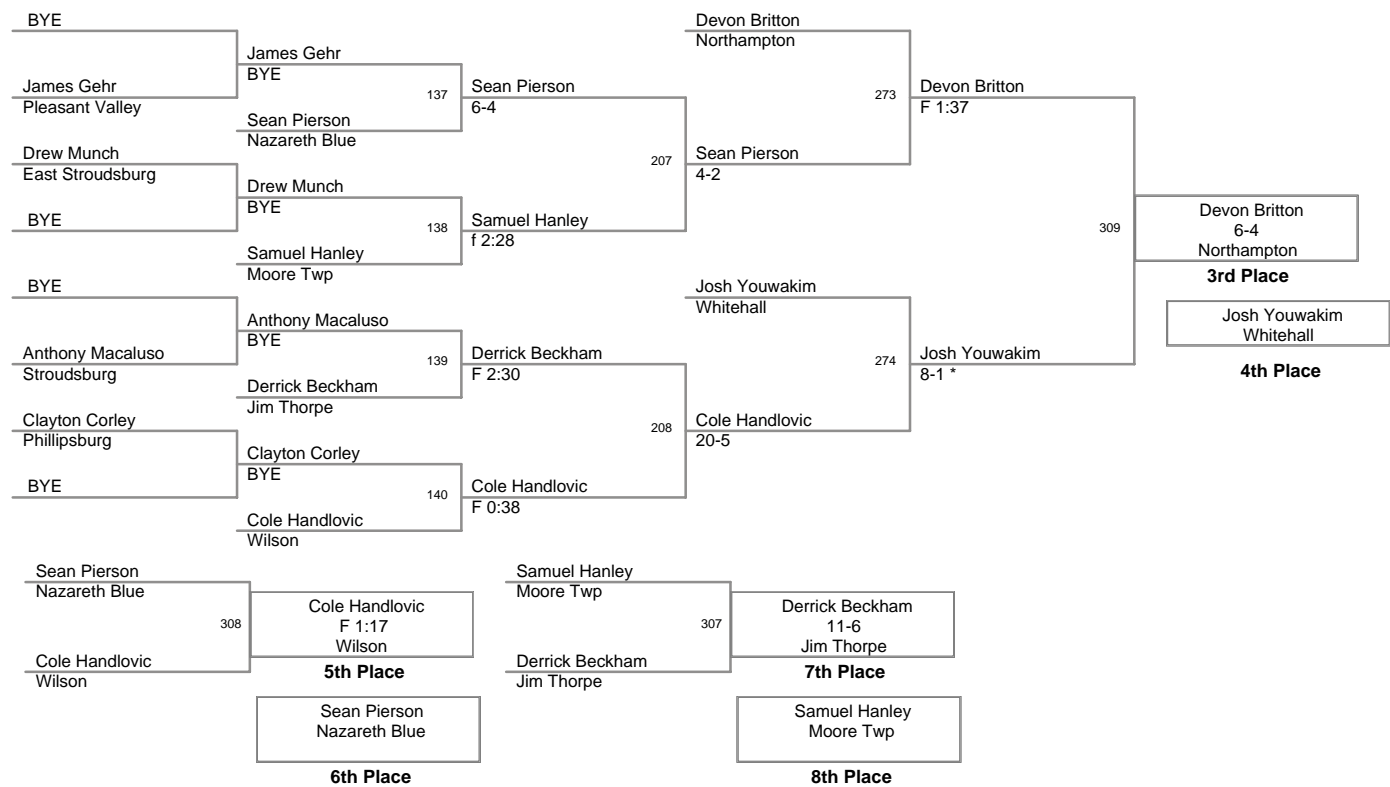 BYE
James Gehr
Pleasant Valley
Drew Munch
East Stroudsburg
BYE
BYE
Anthony Macaluso
Stroudsburg
Clayton Corley
Phillipsburg
BYE
James Gehr
BYE
137
Sean Pierson
Nazareth Blue
Drew Munch
BYE
138
Samuel Hanley
Moore Twp
Anthony Macaluso
BYE
139
Derrick Beckham
Jim Thorpe
Clayton Corley
BYE
140
Cole Handlovic
Wilson
Sean Pierson
6-4
207
Samuel Hanley
f 2:28
Derrick Beckham
F 2:30
208
Cole Handlovic
F 0:38
Devon Britton
Northampton
273
Sean Pierson
4-2
Josh Youwakim
Whitehall
274
Cole Handlovic
20-5
Devon Britton
F 1:37
309
Josh Youwakim
8-1 *
Devon Britton
6-4
Northampton
3rd Place
Josh Youwakim
Whitehall
4th Place
Sean Pierson
Nazareth Blue
308
Cole Handlovic
Wilson
Cole Handlovic
F 1:17
Wilson
5th Place
Sean Pierson
Nazareth Blue
6th Place
Samuel Hanley
Moore Twp
307
Derrick Beckham
Jim Thorpe
Derrick Beckham
11-6
Jim Thorpe
7th Place
Samuel Hanley
Moore Twp
8th Place